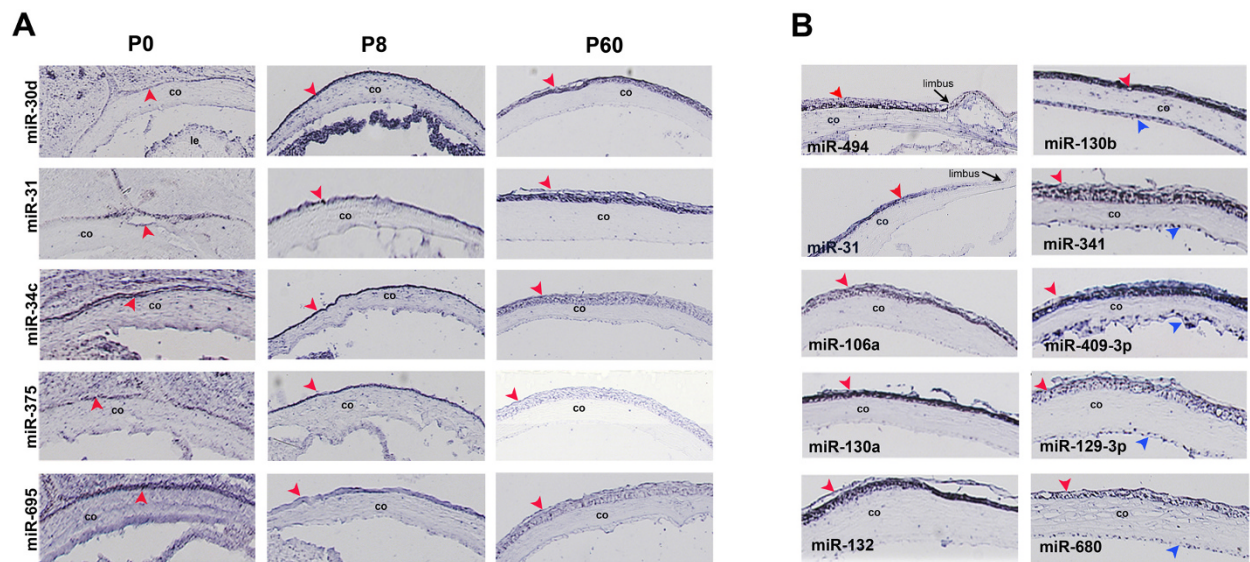 A
B
P0
P8
P60
miR-30d
co
le
co
co
miR-31
co
co
co
miR-34c
co
co
co
miR-375
co
co
co
miR-695
co
co
co
limbus
co
miR-494
co
miR-130b
limbus
co
miR-31
co
miR-341
co
miR-106a
co
miR-409-3p
co
miR-130a
co
miR-129-3p
co
miR-132
co
miR-680